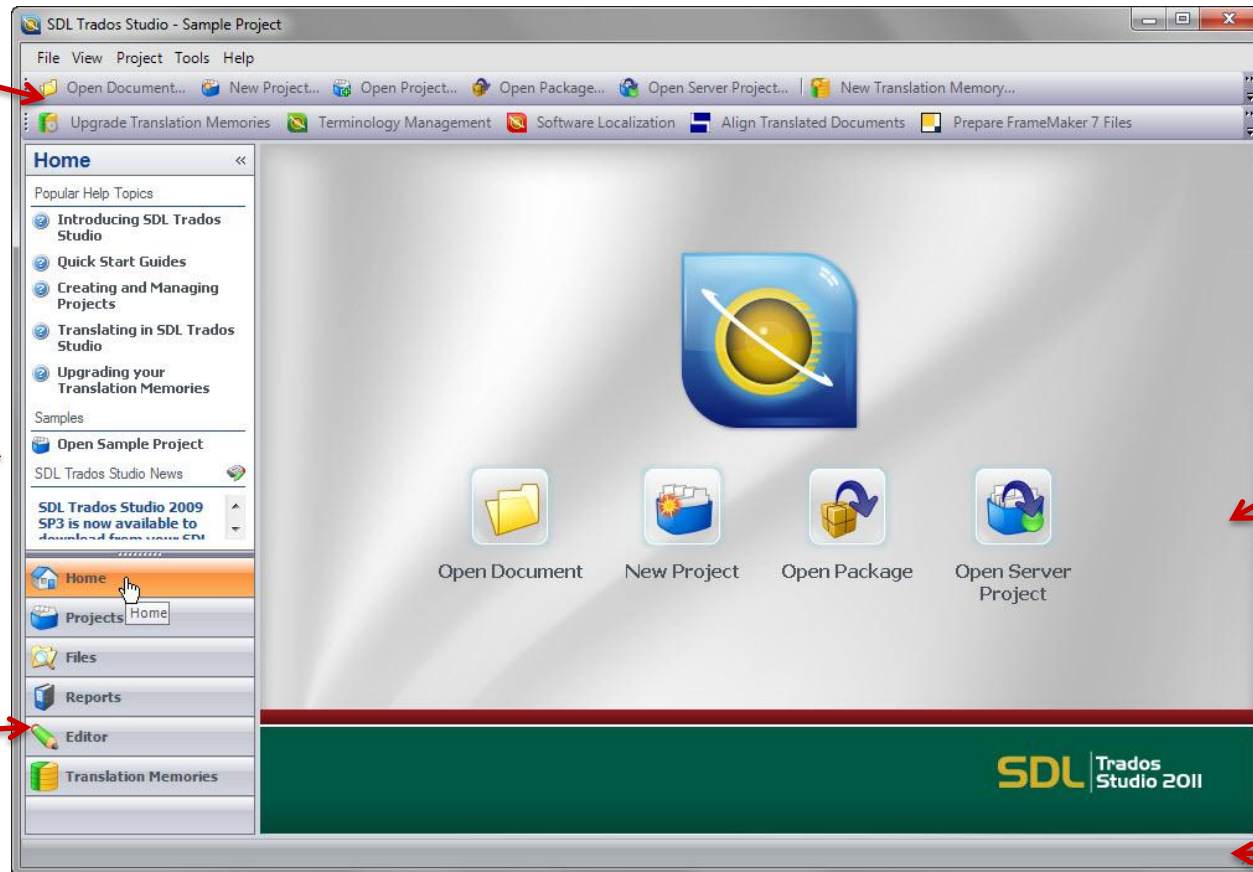 SDL Trados Studio - Sample Project
File View Project Tools Help
Open Document... New Project... Open Project... Open Package... Open Server Project... New Translation Memory...
Upgrade Translation Memories Terminology Management Software Localization Align Translated Documents Prepare FrameMaker 7 Files
Home «
Popular Help Topics
Introducing SDL Trados
Studio
Quick Start Guides
Creating and Managing
Projects
Translating in SDL Trados
Studio
Upgrading your
Translation Memories
Samples
Open Sample Project
SDL Trados Studio News
SDL Trados Studio 2009
SP3 is now available to
download from your SDL
Home
Projects
Home
Files
Reports
Editor
Translation Memories
Open Document
New Project
Open Package
Open Server
Project
SDL Trados
Studio 2011